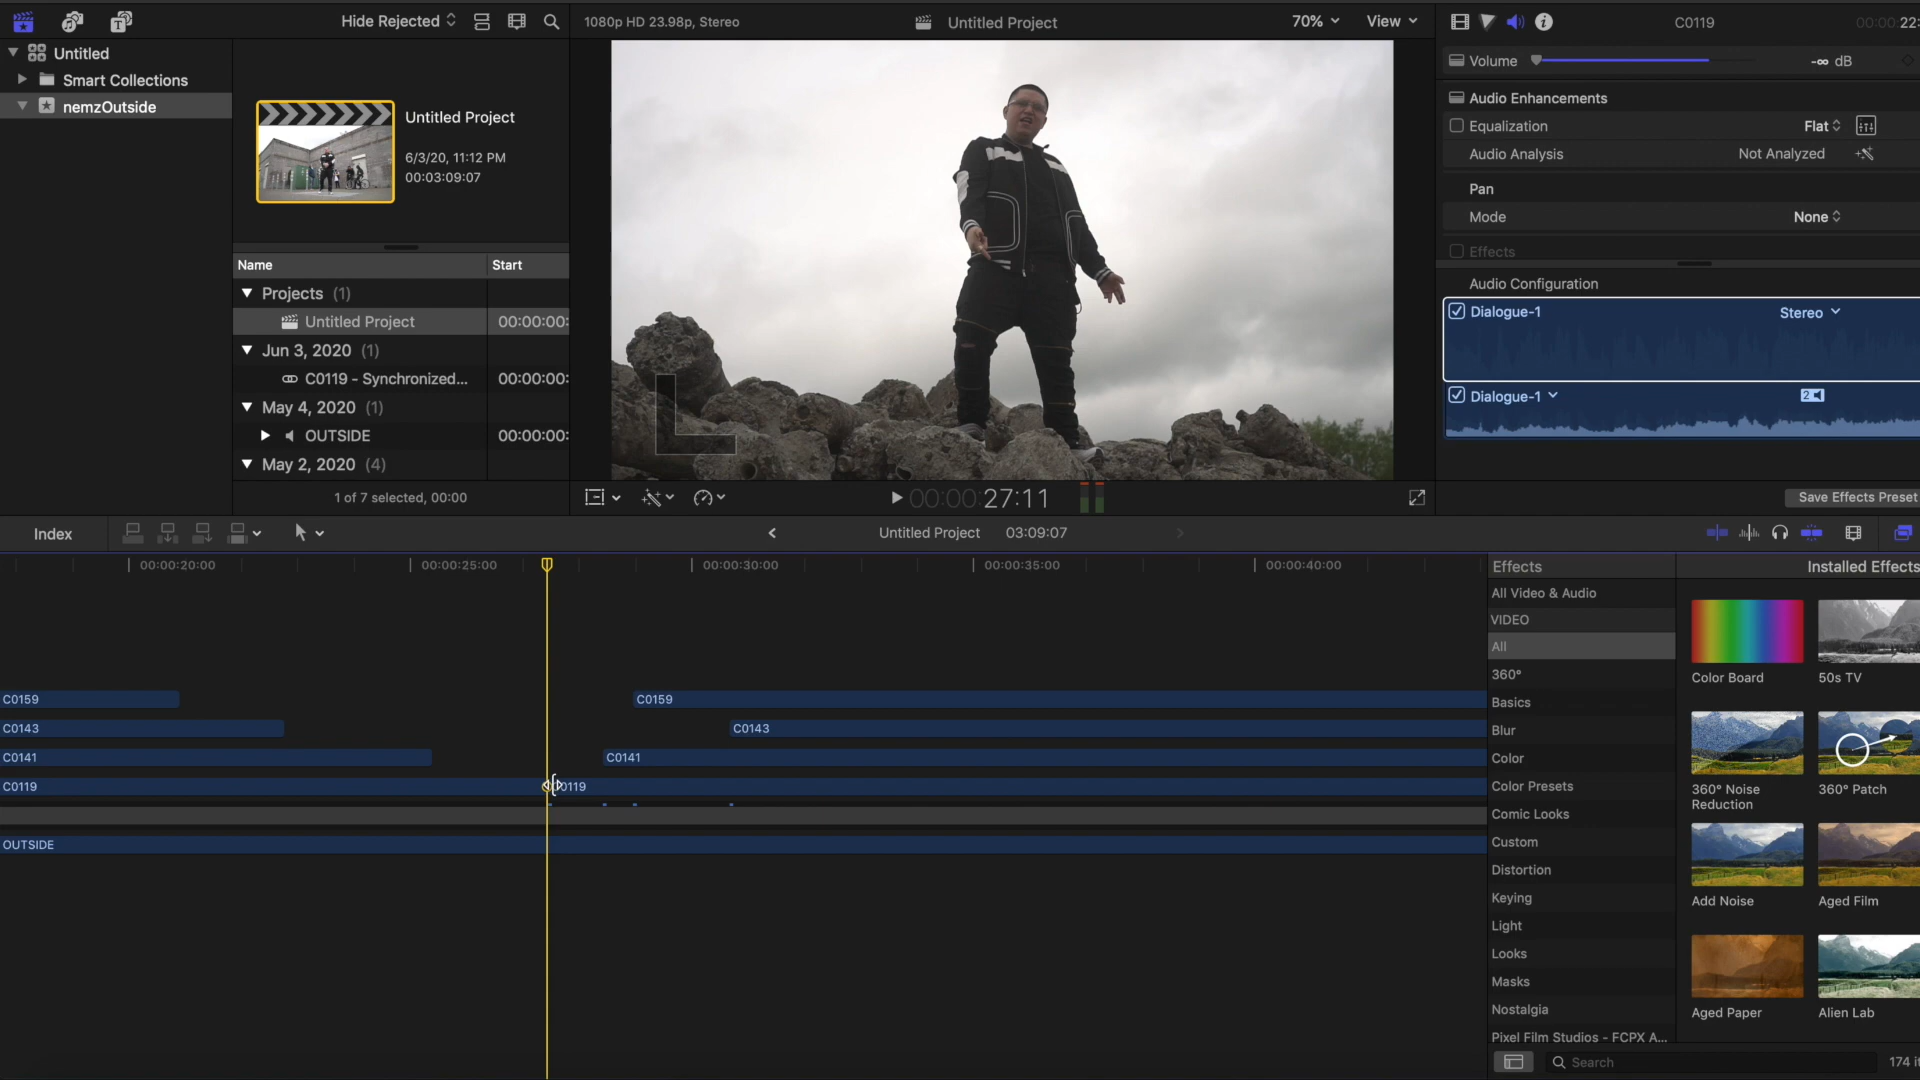 Hide Rejected
1080p HD 23.98p, Stereo
Untitled Project
70%
View
C0119
00:00:22:
Untitled
Smart Collections
nemzOutside
Untitled Project
6/3/20, 11:12 PM
00:03:09:07
Name
Start
Projects (1)
Untitled Project
00:00:00:
Jun 3, 2020 (1)
C0119 - Synchronized...
00:00:00:
May 4, 2020 (1)
OUTSIDE
00:00:00:
May 2, 2020 (4)
1 of 7 selected, 00:00
00:00:27:11
Volume
-∞ dB
Audio Enhancements
Equalization
Flat
Audio Analysis
Not Analyzed
Pan
Mode
None
Effects
Audio Configuration
Dialogue-1
Stereo
Dialogue-1
2
Save Effects Preset
Index
Untitled Project
03:09:07
00:00:20:00
00:00:25:00
00:00:30:00
00:00:35:00
00:00:40:00
C0159
C0159
C0143
C0143
C0141
C0141
C0119
0119
OUTSIDE
Effects
Installed Effects
All Video & Audio
VIDEO
All
360°
Basics
Blur
Color
Color Presets
Comic Looks
Custom
Distortion
Keying
Light
Looks
Masks
Nostalgia
Pixel Film Studios - FCPX A...
Color Board
50s TV
360° Noise
Reduction
360° Patch
Add Noise
Aged Film
Aged Paper
Alien Lab
Search
174 it